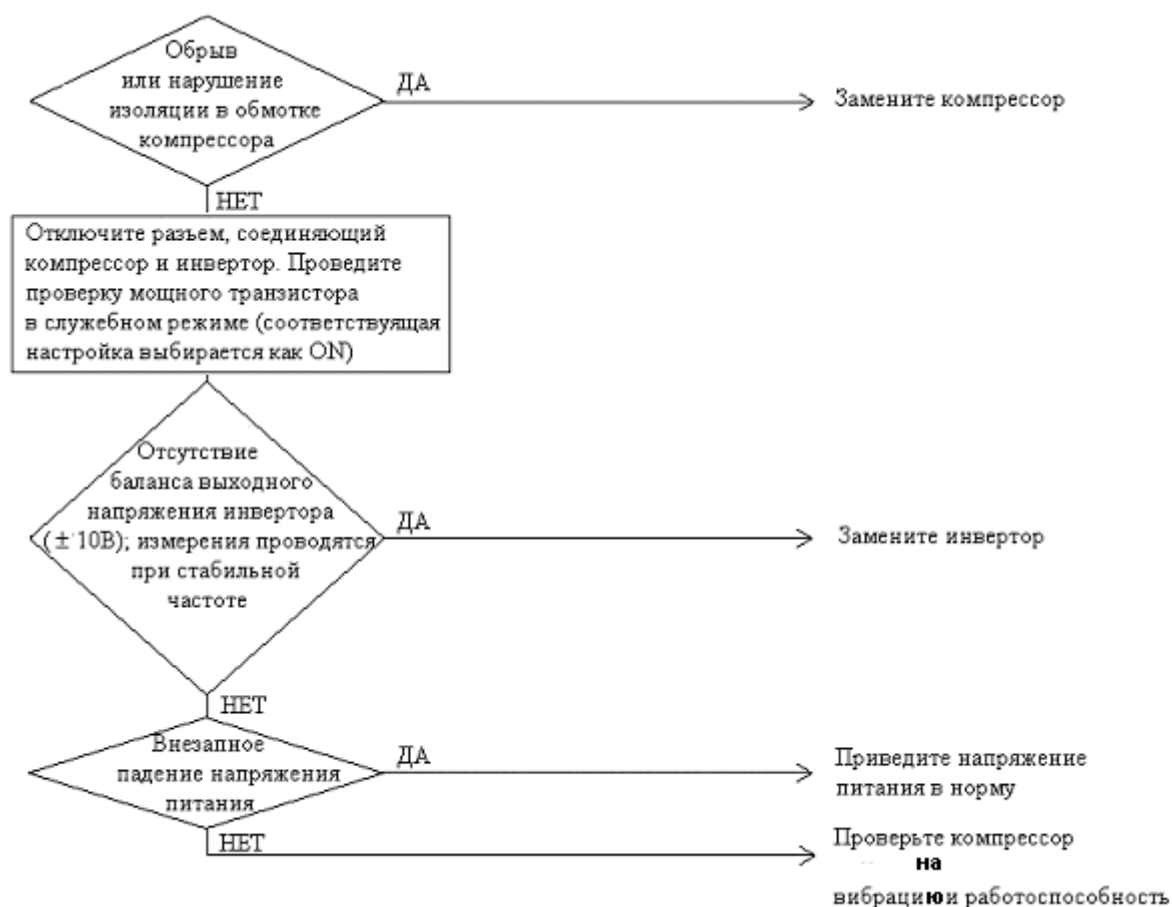 Обрыв
или нарушение
изоляции в обмотке
компрессора
ДА
Замените компрессор
НЕТ
Отключите разъем, соединяющий
компрессор и инвертор. Проведите
проверку мощного транзистора
в служебном режиме (соответствуящая
настройка выбирается как ON)
Отсутствие
баланса выходного
напряжения инвертора
(± 10В); измерения проводятся
при стабильной
частоте
ДА
Замените инвертор
НЕТ
Внезапное
падение напряжения
питания
ДА
Приведите напряжение
питания в норму
НЕТ
Проверьте компрессор
на
вибрацию и работоспособность